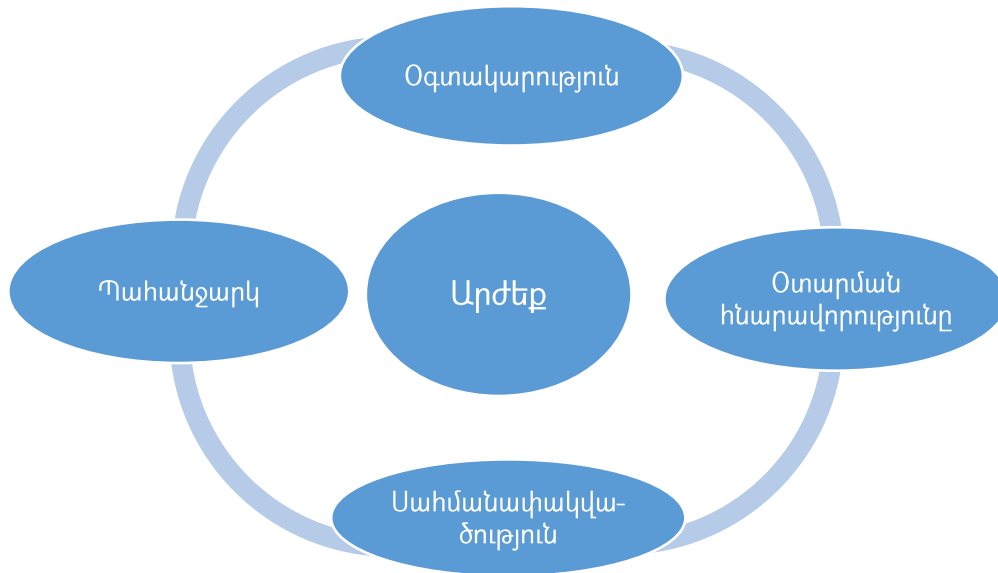 Օգտակարություն
Պահանջարկ
Արժեք
Օտարման
հնարավորությունը
Սահմանափակվա-
ծություն